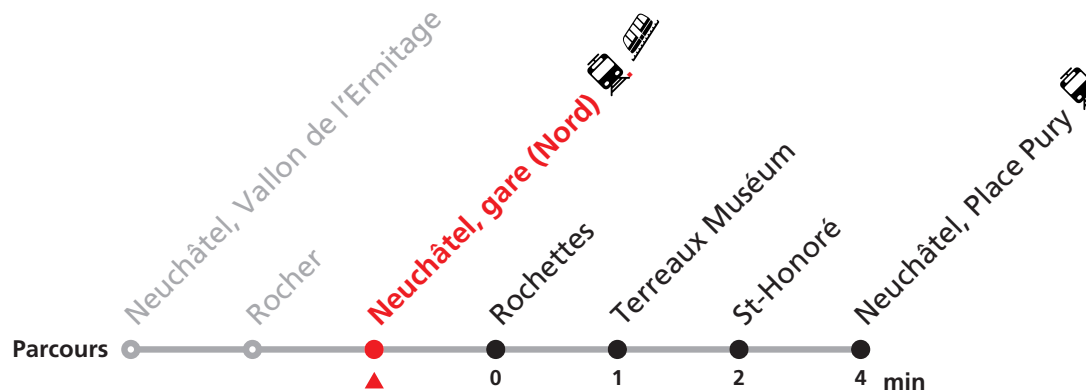 Neuchâtel, Vallon de l'Ermitage
Rocher
Neuchâtel, gare (Nord)
Rochettes
Terreaux Muséum
St-Honoré
Neuchâtel, Place Pury
Parcours
0 1 2 4 min